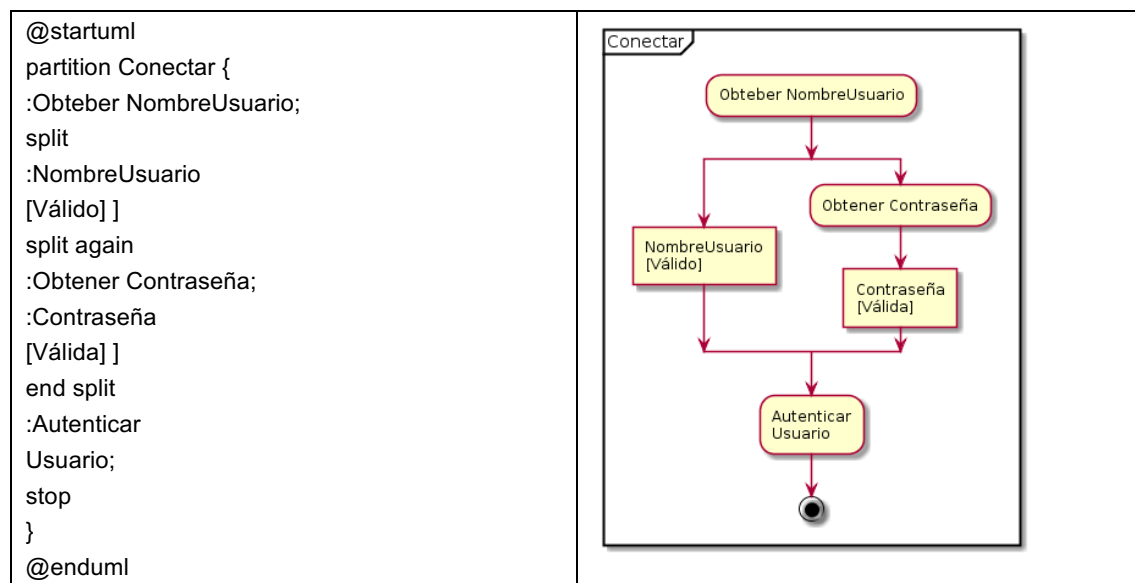 @startuml
partition Conectar {
:Obteber NombreUsuario;
split
:NombreUsuario
[Válido] ]
split again
:Obtener Contraseña;
:Contraseña
[Válida] ]
end split
:Autenticar
Usuario;
stop
}
@enduml
Conectar
Obteber NombreUsuario
Obtener Contraseña
NombreUsuario
[Válido]
Contraseña
[Válida]
Autenticar
Usuario